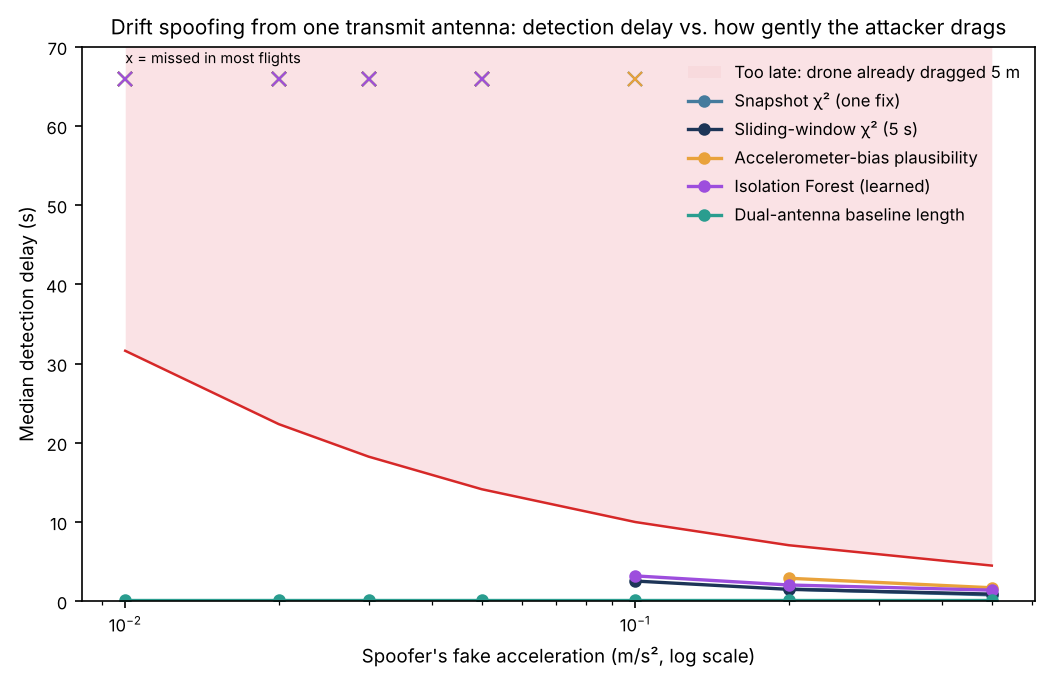 Drift spoofing from one transmit antenna: detection delay vs. how gently the attacker drags
x = missed in most flights
Too late: drone already dragged 5 m
Snapshot χ² (one fix)
Sliding-window χ² (5 s)
Accelerometer-bias plausibility
Isolation Forest (learned)
Dual-antenna baseline length
Median detection delay (s)
70
60
50
40
30
20
10
0
10⁻²
10⁻¹
Spoofer's fake acceleration (m/s², log scale)